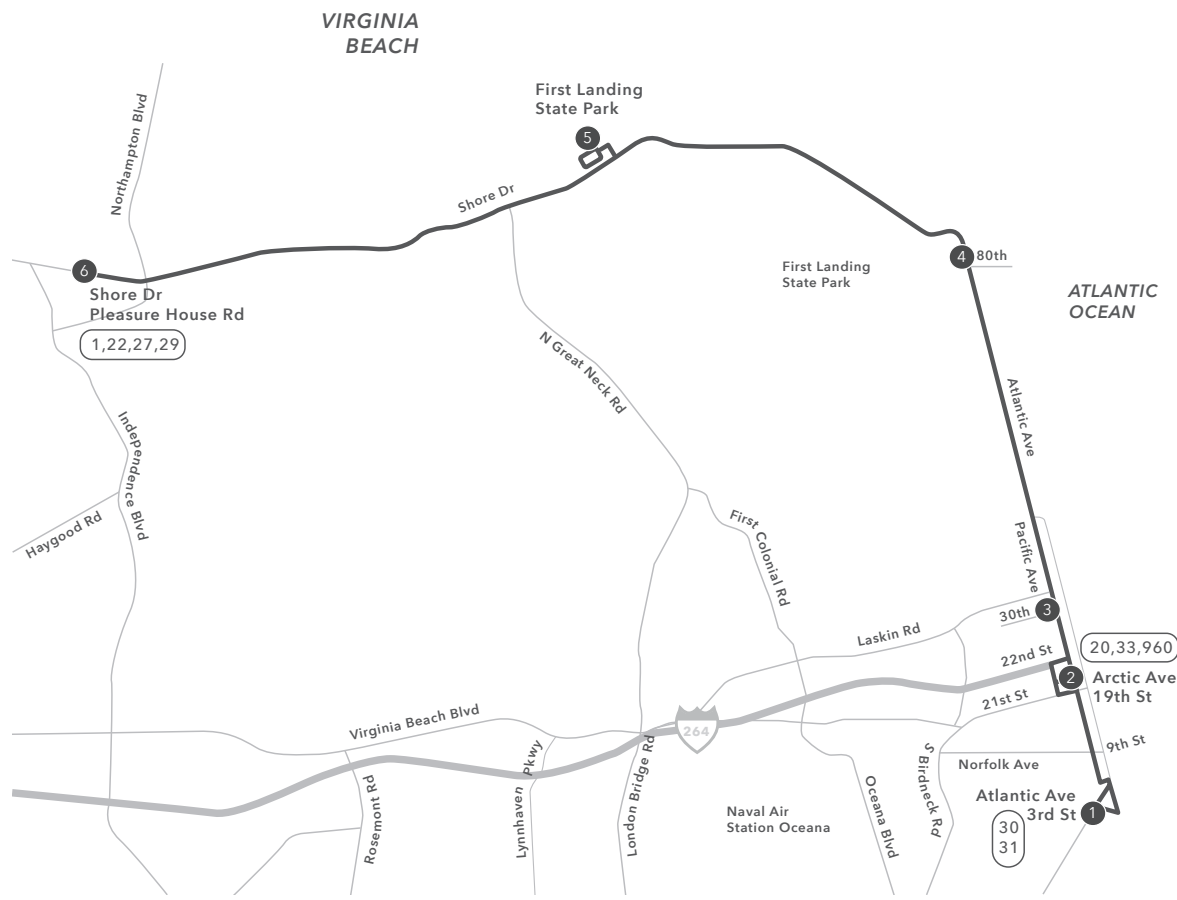 VIRGINIA
BEACH
First Landing
State Park
5
Northampton Blvd
Shore Dr
6
Shore Dr
Pleasure House Rd
1,22,27,29
4
80th
First Landing
State Park
ATLANTIC
OCEAN
N Great Neck Rd
Atlantic Ave
Independence Blvd
Haygood Rd
First Colonial Rd
Pacific Ave
30th
3
Laskin Rd
22nd St
20,33,960
2
Arctic Ave
19th St
21st St
Virginia Beach Blvd
264
9th St
Norfolk Ave
S Birdneck Rd
Lynnhaven Pkwy
London Bridge Rd
Rosemont Rd
Oceana Blvd
Naval Air
Station Oceana
Atlantic Ave
3rd St
1
30
31